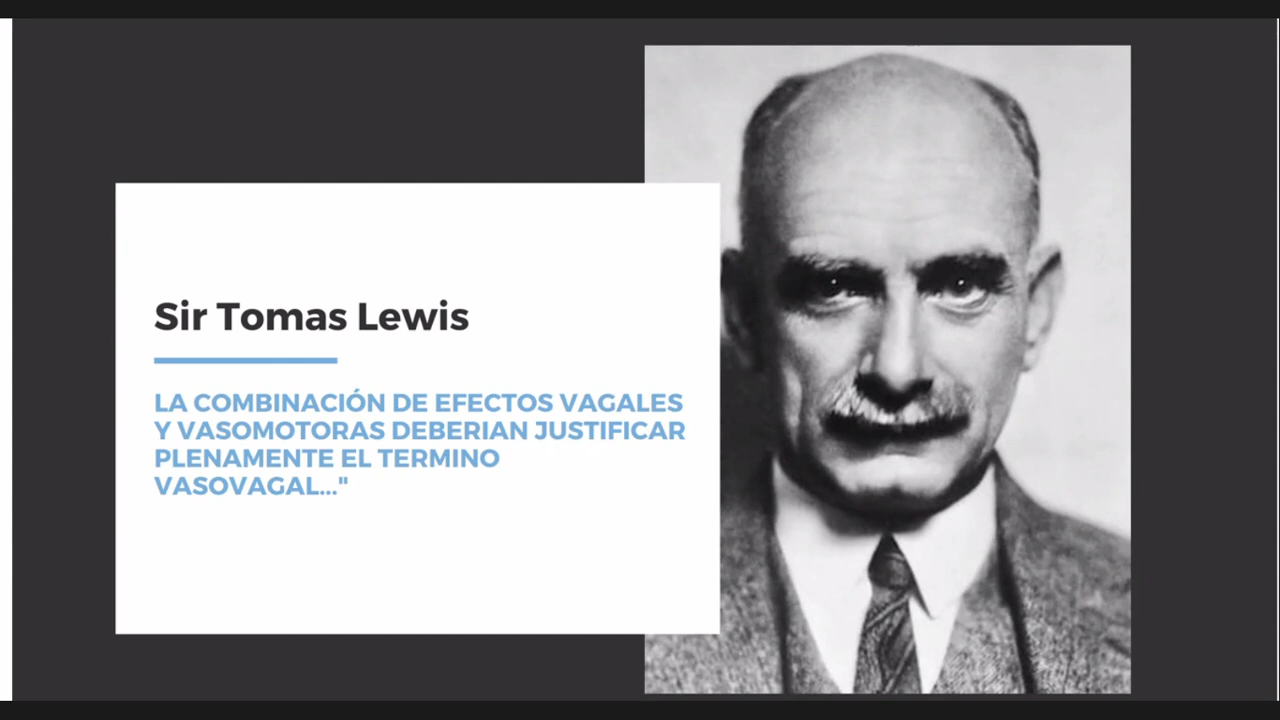 Sir Tomas Lewis
LA COMBINACIÓN DE EFECTOS VAGALES
Y VASOMOTORAS DEBERIAN JUSTIFICAR
PLENAMENTE EL TERMINO
VASOVAGAL..."